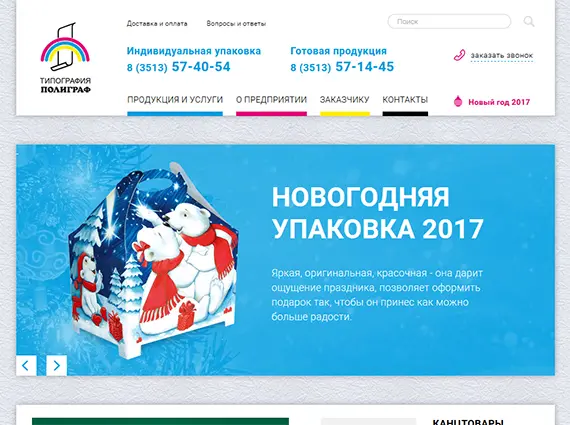 Доставка и оплата
Вопросы и ответы
Поиск
Индивидуальная упаковка
8 (3513) 57-40-54
Готовая продукция
8 (3513) 57-14-45
заказать звонок
ТИПОГРАФИЯ
ПОЛИГРАФ
ПРОДУКЦИЯ И УСЛУГИ
О ПРЕДПРИЯТИИ
ЗАКАЗЧИКУ
КОНТАКТЫ
Новый год 2017
НОВОГОДНЯЯ
УПАКОВКА 2017
Яркая, оригинальная, красочная - она дарит
ощущение праздника, позволяет оформить
подарок так, чтобы он принес как можно
больше радости.
КАНЦТОВАРЫ